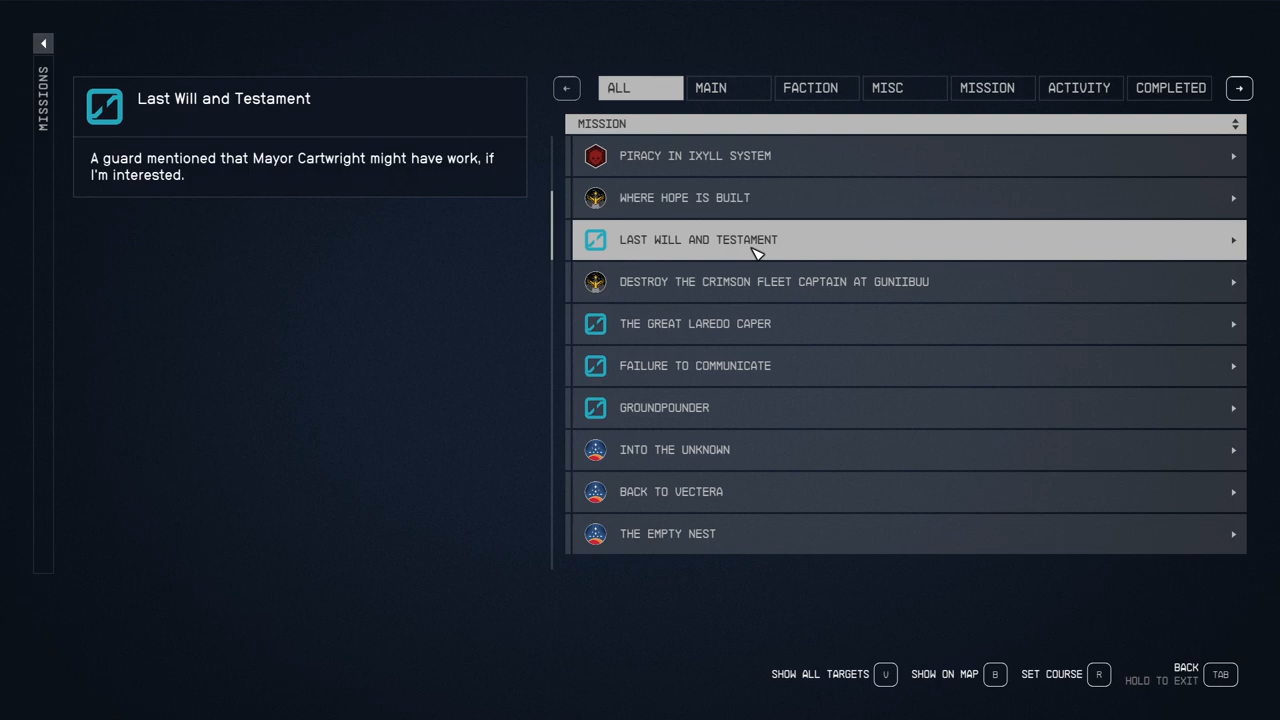 MISSIONS
Last Will and Testament
A guard mentioned that Mayor Cartwright might have work, if
I'm interested.
ALL
MAIN
FACTION
MISC
MISSION
ACTIVITY
COMPLETED
MISSION
PIRACY IN IXYLL SYSTEM
WHERE HOPE IS BUILT
LAST WILL AND TESTAMENT
DESTROY THE CRIMSON FLEET CAPTAIN AT GUNIIBUU
THE GREAT LAREDO CAPER
FAILURE TO COMMUNICATE
GROUNDPOUNDER
INTO THE UNKNOWN
BACK TO VECTERA
THE EMPTY NEST
SHOW ALL TARGETS V
SHOW ON MAP B
SET COURSE R
BACK
HOLD TO EXIT
TAB